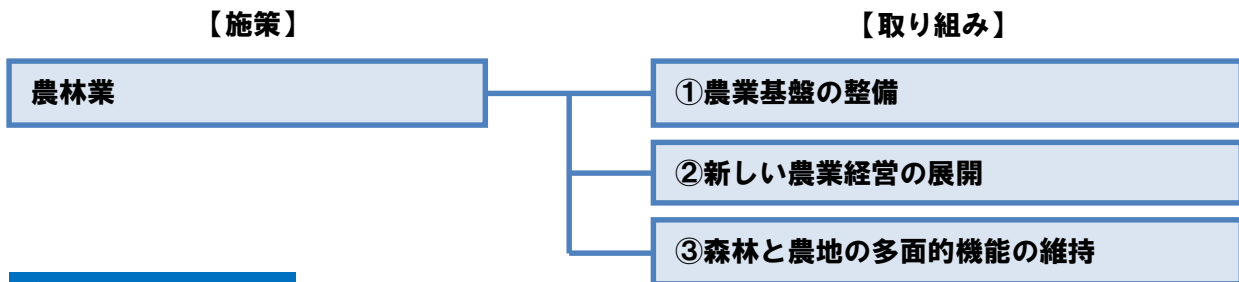 【施策】
【取り組み】
農林業
①農業基盤の整備
②新しい農業経営の展開
③森林と農地の多面的機能の維持